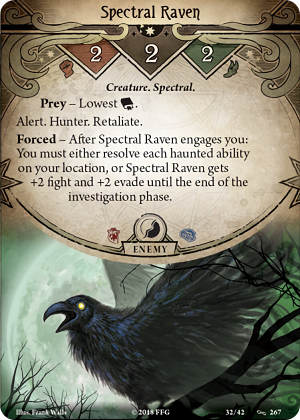 Spectral Raven
2 2 2
Creature. Spectral.
Prey – Lowest .
Alert. Hunter. Retaliate.
Forced – After Spectral Raven engages you:
You must either resolve each haunted ability
on your location, or Spectral Raven gets
+2 fight and +2 evade until the end of the
investigation phase.
ENEMY
Illus. Frank Walls
©2018 FFG
32/42
267